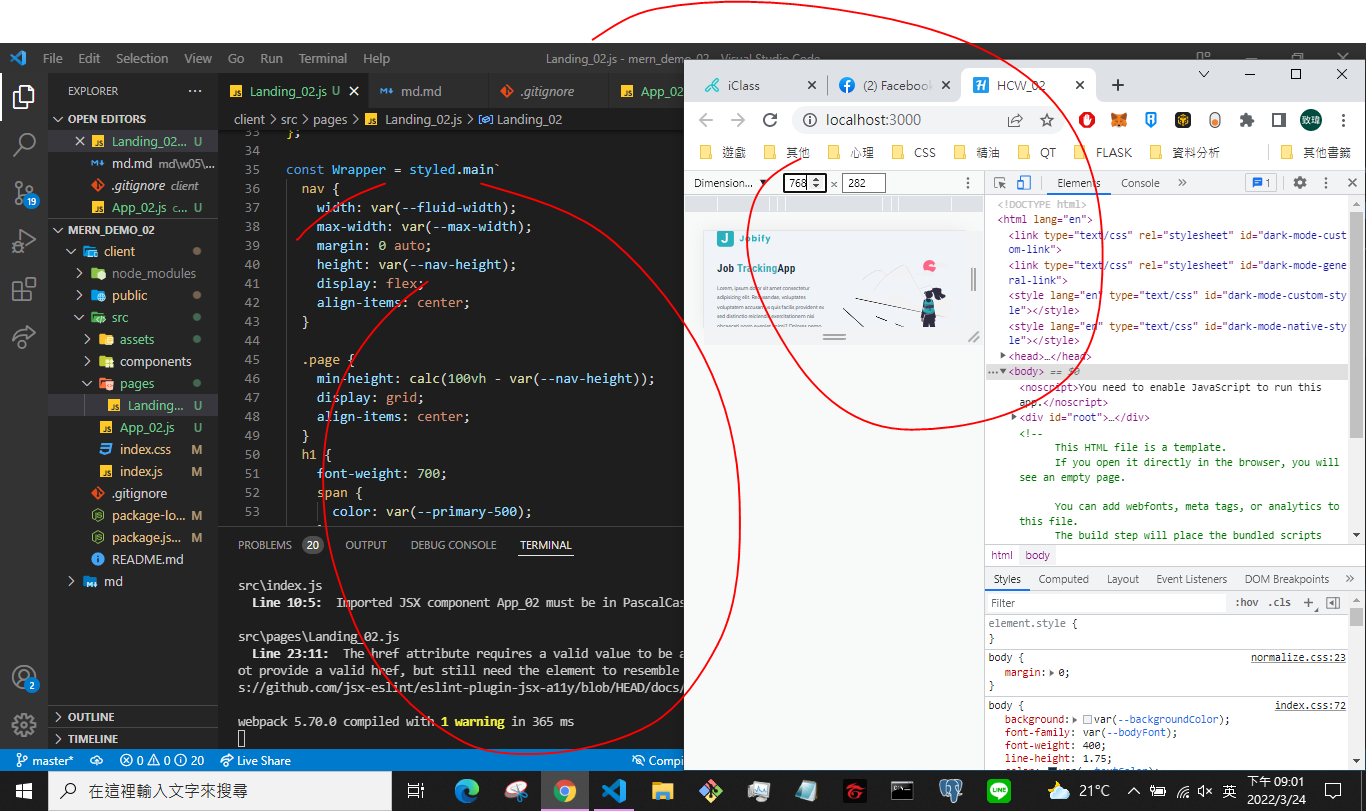 File Edit Selection View Go Run Terminal Help
Landing_02.js - mern_demo_02 - Visual Studio Code
EXPLORER
OPEN EDITORS
Landing_02... U
md.md md\w05\...
.gitignore client
App_02.js c... U
MERN_DEMO_02
client
node_modules
public
src
assets
components
pages
Landing... U
App_02.js U
index.css M
index.js M
.gitignore
package-lo... M
package.js... M
README.md
md
OUTLINE
TIMELINE
19
2
Landing_02.js U
md.md
.gitignore
App_02
client > src > pages > Landing_02.js > Landing_02
33 };
34
35 const Wrapper = styled.main`
36 nav {
37 width: var(--fluid-width);
38 max-width: var(--max-width);
39 margin: 0 auto;
40 height: var(--nav-height);
41 display: flex;
42 align-items: center;
43 }
44
45 .page {
46 min-height: calc(100vh - var(--nav-height));
47 display: grid;
48 align-items: center;
49 }
50 h1 {
51 font-weight: 700;
52 span {
53 color: var(--primary-500);
PROBLEMS 20 OUTPUT DEBUG CONSOLE TERMINAL
src\index.js
Line 10:5: Imported JSX component App_02 must be in PascalCas
src\pages\Landing_02.js
Line 23:11: The href attribute requires a valid value to be a
ot provide a valid href, but still need the element to resemble
s://github.com/jsx-eslint/eslint-plugin-jsx-a11y/blob/HEAD/docs/
webpack 5.70.0 compiled with 1 warning in 365 ms
master* 0 0 20 Live Share
Compi
iClass
(2) Facebook
HCW_02
localhost:3000
致瑋
遊戲 其他 心理 CSS 精油 QT FLASK 資料分析 其他書籤
Dimension... 768 × 282
Jobify
Job TrackingApp
Lorem, ipsum dolor sit amet consectetur
adipisicing elit. Recusandae, voluptates
voluptatem accusamus quis facilis provident ex
Elements Console » 1
<!DOCTYPE html>
<html lang="en">
<link type="text/css" rel="stylesheet" id="dark-mode-cust
om-link">
<link type="text/css" rel="stylesheet" id="dark-mode-gene
ral-link">
<style lang="en" type="text/css" id="dark-mode-custom-sty
le"></style>
<style lang="en" type="text/css" id="dark-mode-native-sty
le"></style>
<head>…</head>
<body> == $0
<noscript>You need to enable JavaScript to run this
app.</noscript>
<div id="root">…</div>
<!--
This HTML file is a template.
If you open it directly in the browser, you will
see an empty page.
You can add webfonts, meta tags, or analytics to
this file.
The build step will place the bundled scripts
html body
Styles Computed Layout Event Listeners DOM Breakpoints »
Filter :hov .cls +
element.style {
}
body { normalize.css:23
margin: 0;
}
body { index.css:72
background: var(--backgroundColor);
font-family: var(--bodyFont);
font-weight: 400;
line-height: 1.75;
color: var(--textColor);
在這裡輸入文字來搜尋
LINE
21°C
英
下午 09:01
2022/3/24